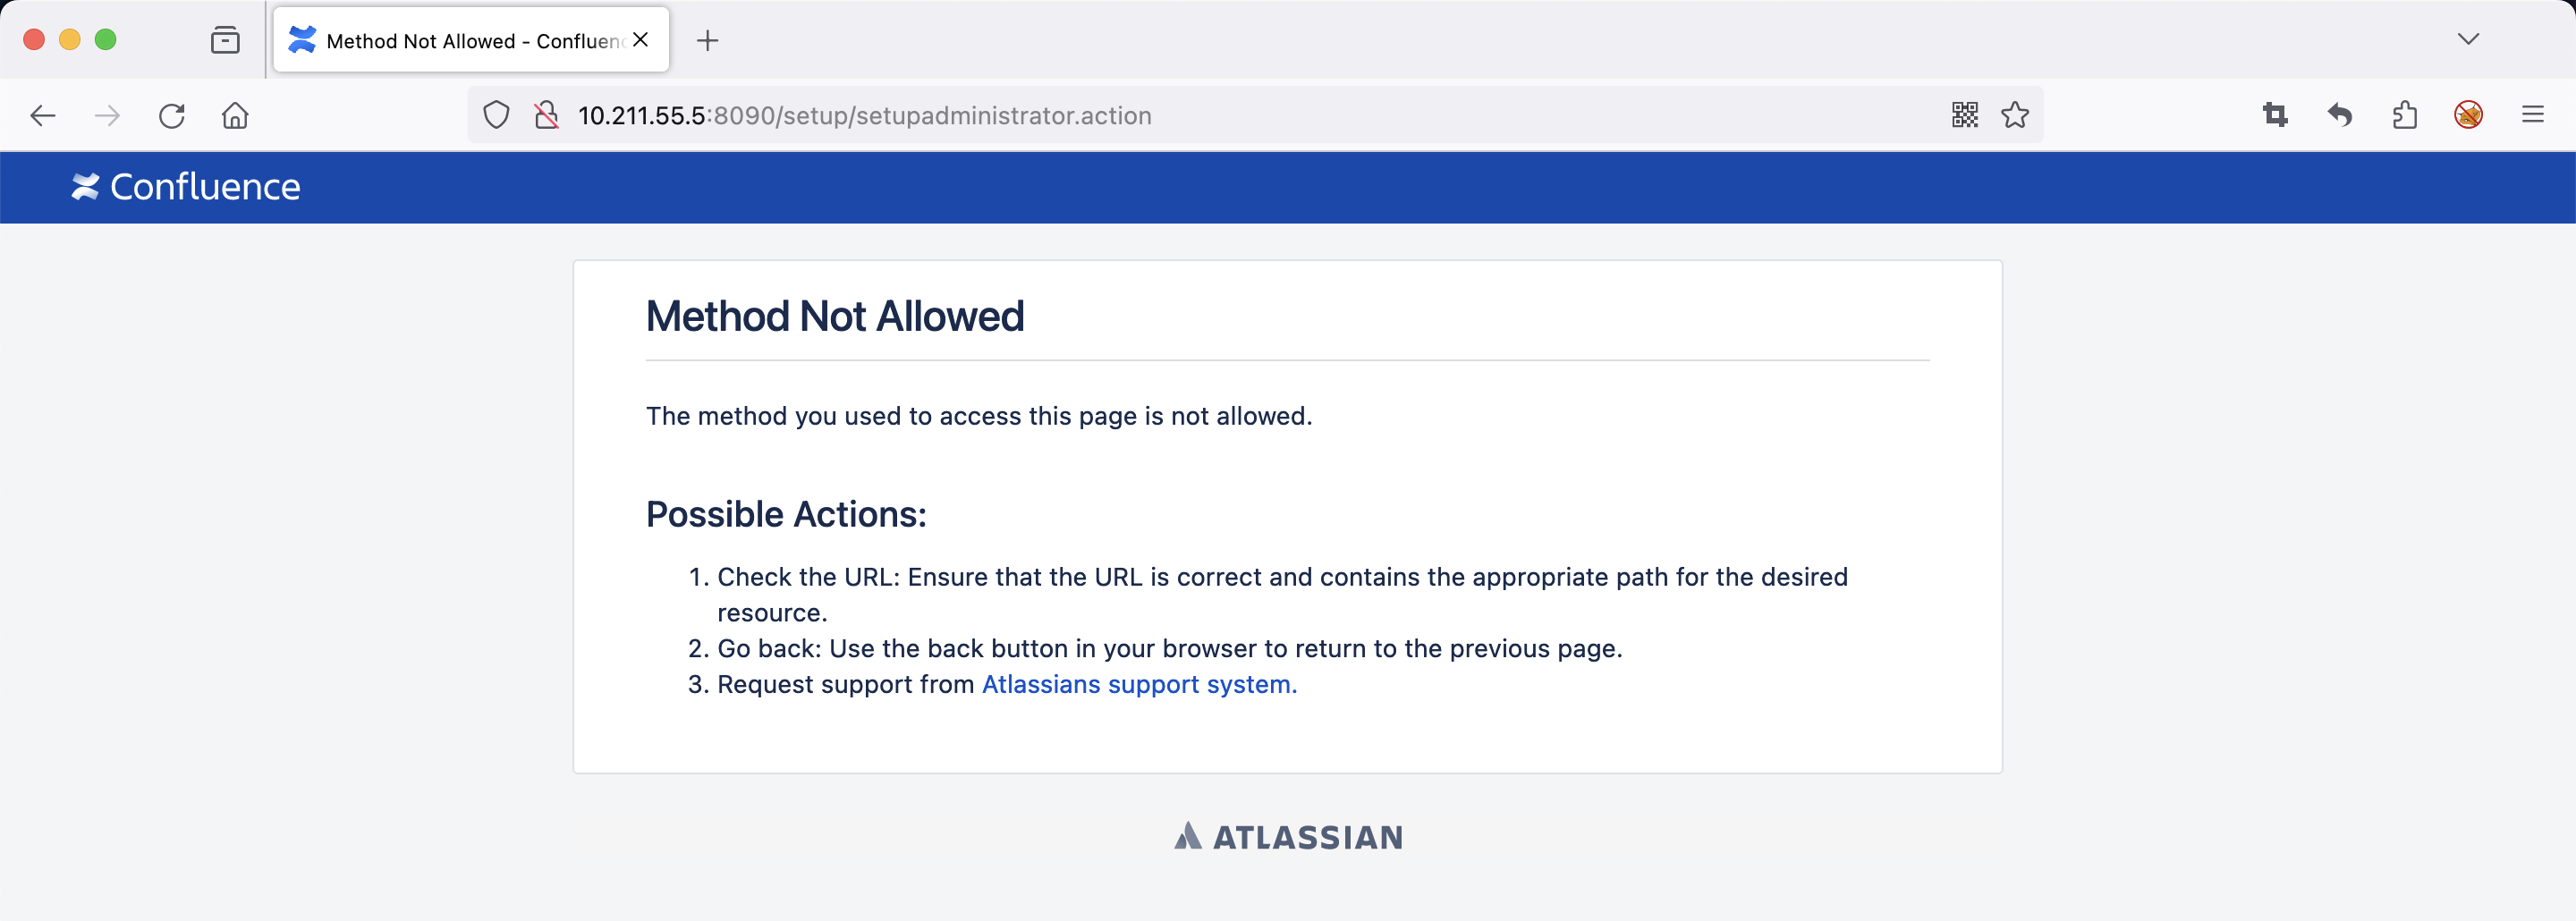 Method Not Allowed - Confluenc
10.211.55.5:8090/setup/setupadministrator.action
Confluence
Method Not Allowed
The method you used to access this page is not allowed.
Possible Actions:
1. Check the URL: Ensure that the URL is correct and contains the appropriate path for the desired
resource.
2. Go back: Use the back button in your browser to return to the previous page.
3. Request support from Atlassians support system.
ATLASSIAN